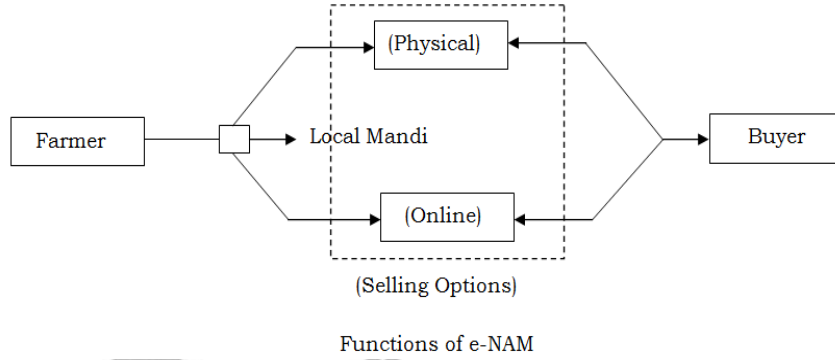 (Physical)
Farmer
Local Mandi
Buyer
(Online)
(Selling Options)
Functions of e-NAM